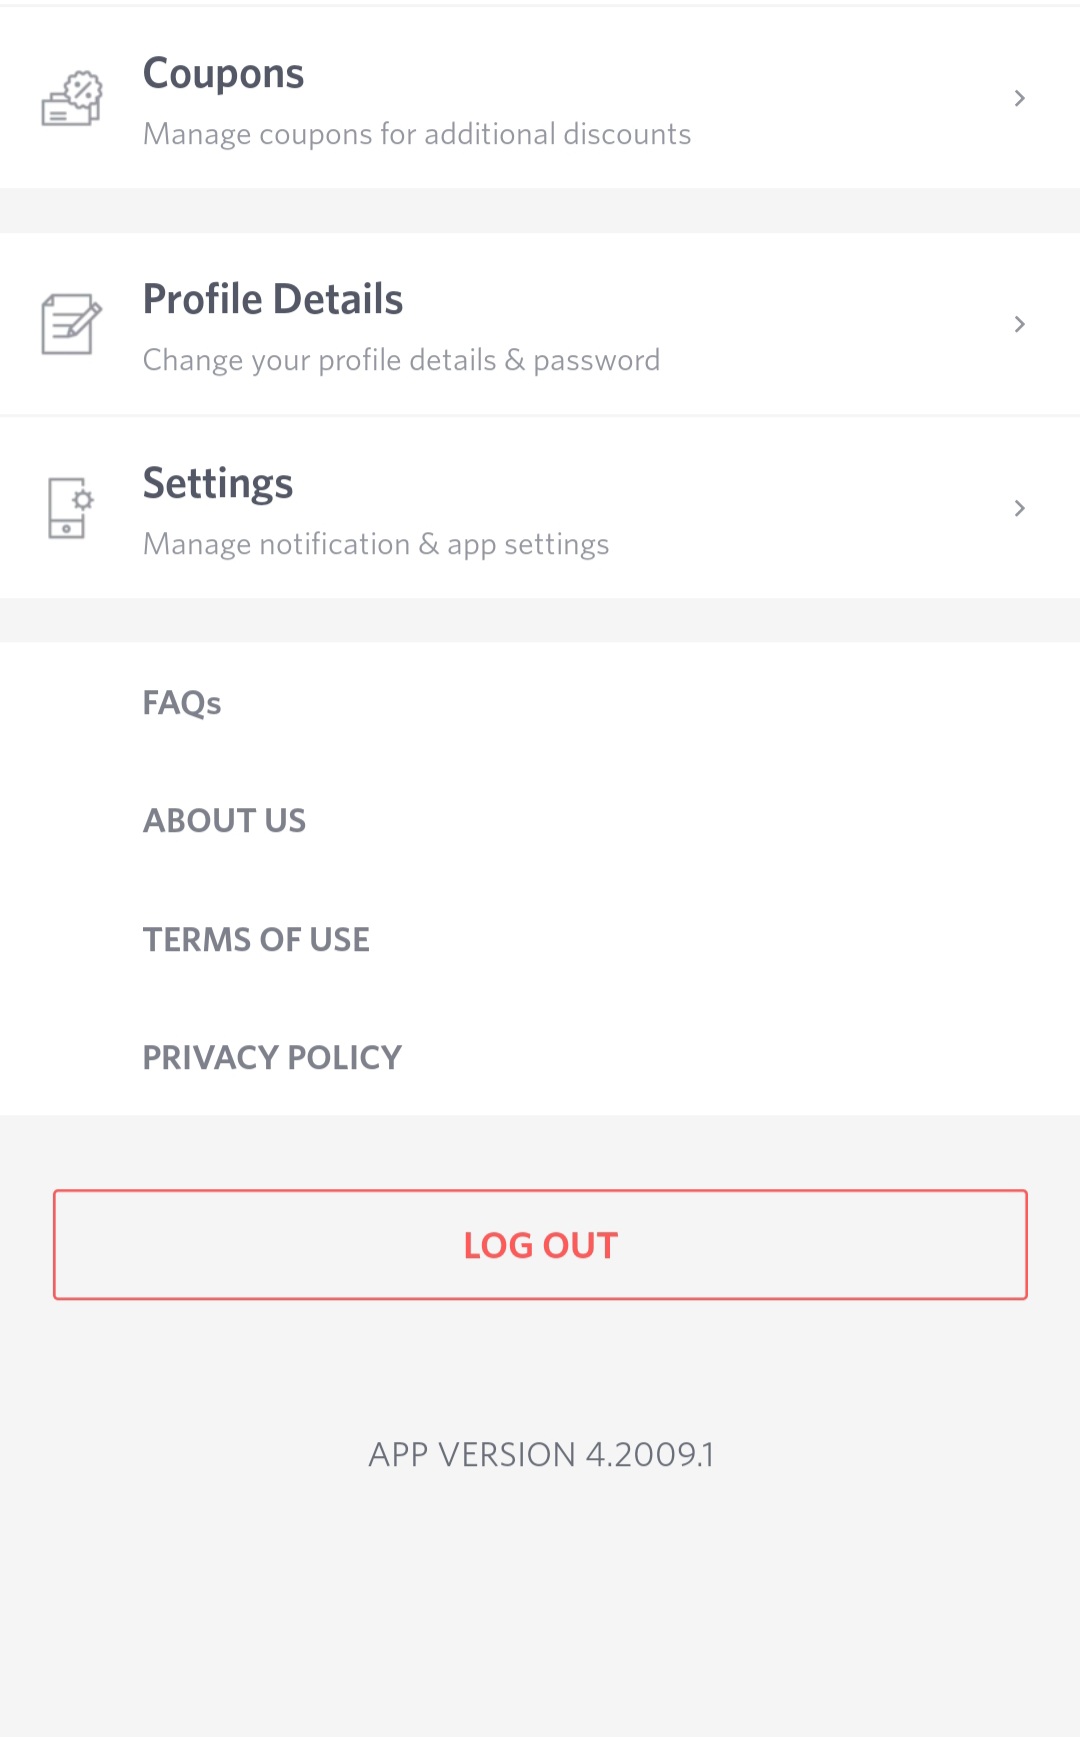 Coupons
Manage coupons for additional discounts
Profile Details
Change your profile details & password
Settings
Manage notification & app settings
FAQs
ABOUT US
TERMS OF USE
PRIVACY POLICY
LOG OUT
APP VERSION 4.2009.1